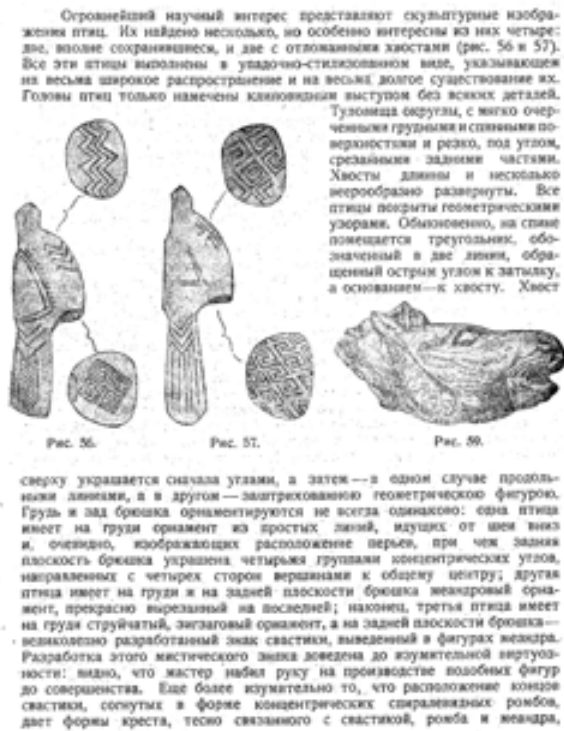 Огромнейший научный интерес представляют скульптурные изобра-
жения птиц. Их найдено несколько, но особенно интересны из них четыре:
две, вполне сохранившиеся, и две с отломанными хвостами (рис. 56 и 57).
Все эти птицы выполнены в упадочно-стилизованном виде, указывающем
на весьма широкое распространение и на весьма долгое существование их.
Головы птиц только намечены клиновидным выступом без всяких деталей.
Туловища округлы, с мягко очер-
ченными грудными и спинными по-
верхностями и резко, под углом,
срезанными задними частями.
Хвосты длинны и несколько
веерообразно развернуты. Все
птицы покрыты геометрическими
узорами. Обыкновенно, на спине
помещается треугольник, обо-
значенный в две линии, обра-
щенный острым углом к затылку,
а основанием—к хвосту. Хвост
Рис. 56.
Рис. 57.
Рис. 59.
сверху украшается сначала углами, а затем—в одном случае продоль-
ными линиями, а в другом—заштрихованною геометрическою фигурою.
Грудь и зад брюшка орнаментируются не всегда одинаково: одна птица
имеет на груди орнамент из простых линий, идущих от шеи вниз
и, очевидно, изображающих расположение перьев, при чем задняя
плоскость брюшка украшена четырьмя группами концентрических углов,
направленных с четырех сторон вершинами к общему центру; другая
птица имеет на груди и на задней плоскости брюшка меандровый орна-
мент, прекрасно вырезанный на последней; наконец, третья птица имеет
на груди струйчатый, зигзаговый орнамент, а на задней плоскости брюшка—
великолепно разработанный знак свастики, выведенный в фигурах меандра.
Разработка этого мистического знака доведена до изумительной виртуоз-
ности: видно, что мастер набил руку на производстве подобных фигур
до совершенства. Еще более изумительно то, что расположение концов
свастики, согнутых в форме концентрических спиралевидных ромбов,
дает формы креста, тесно связанного с свастикой, ромба и меандра,